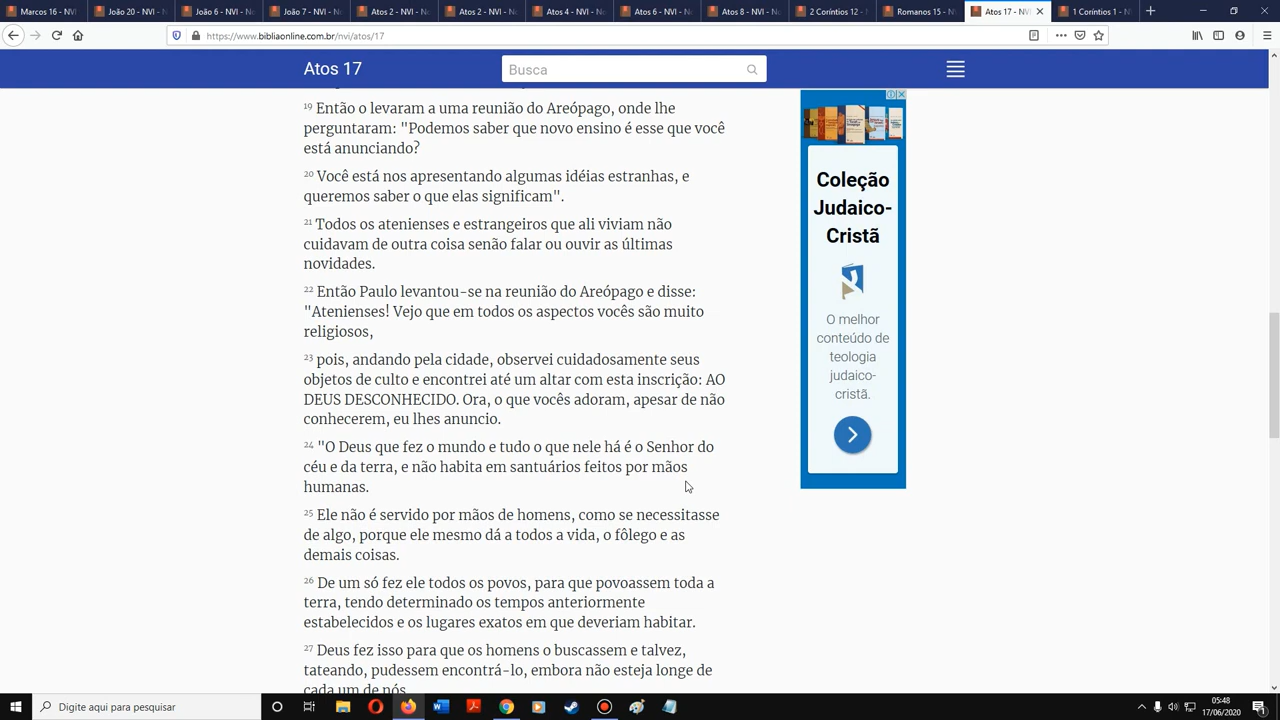 Marcos 16 - NVI
João 20 - NVI - N
João 6 - NVI - No
João 7 - NVI - No
Atos 2 - NVI - No
Atos 2 - NVI - No
Atos 4 - NVI - No
Atos 6 - NVI - No
Atos 8 - NVI - No
2 Coríntios 12 -
Romanos 15 - NV
Atos 17 - NVI -
1 Coríntios 1 -
https://www.bibliaonline.com.br/nvi/atos/17
Atos 17
Busca
19 Então o levaram a uma reunião do Areópago, onde lhe
perguntaram: "Podemos saber que novo ensino é esse que você
está anunciando?
20 Você está nos apresentando algumas idéias estranhas, e
queremos saber o que elas significam".
21 Todos os atenienses e estrangeiros que ali viviam não
cuidavam de outra coisa senão falar ou ouvir as últimas
novidades.
22 Então Paulo levantou-se na reunião do Areópago e disse:
"Atenienses! Vejo que em todos os aspectos vocês são muito
religiosos,
23 pois, andando pela cidade, observei cuidadosamente seus
objetos de culto e encontrei até um altar com esta inscrição: AO
DEUS DESCONHECIDO. Ora, o que vocês adoram, apesar de não
conhecerem, eu lhes anuncio.
24 "O Deus que fez o mundo e tudo o que nele há é o Senhor do
céu e da terra, e não habita em santuários feitos por mãos
humanas.
25 Ele não é servido por mãos de homens, como se necessitasse
de algo, porque ele mesmo dá a todos a vida, o fôlego e as
demais coisas.
26 De um só fez ele todos os povos, para que povoassem toda a
terra, tendo determinado os tempos anteriormente
estabelecidos e os lugares exatos em que deveriam habitar.
27 Deus fez isso para que os homens o buscassem e talvez,
tateando, pudessem encontrá-lo, embora não esteja longe de
cada um de nós
Coleção
Judaico-
Cristã
O melhor
conteúdo de
teologia
judaico-
cristã.
Digite aqui para pesquisar
05:48
17/06/2020